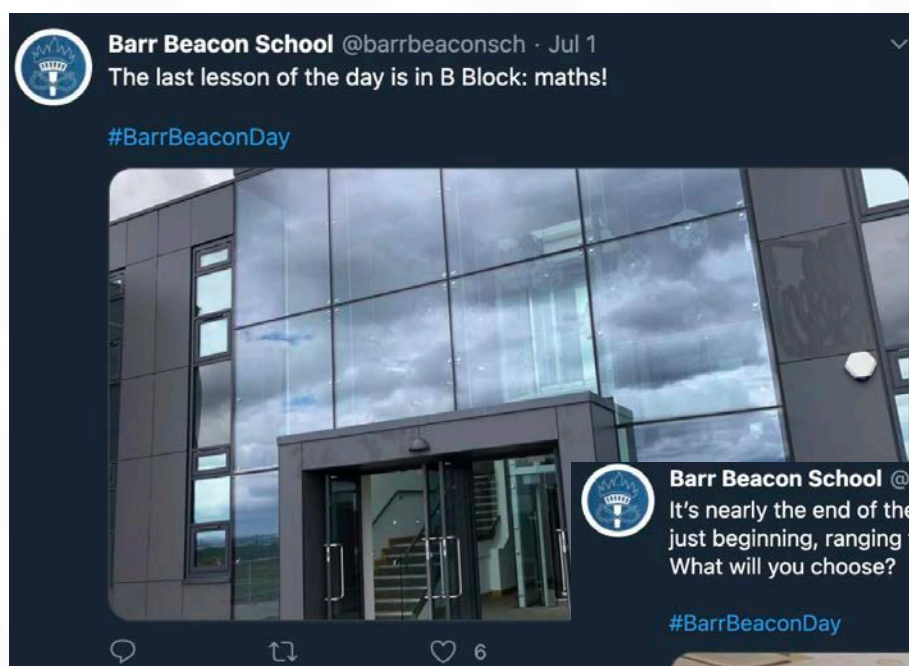 Barr Beacon School @barrbeaconsch · Jul 1
The last lesson of the day is in B Block: maths!
#BarrBeaconDay
6
Barr Beacon School @
It's nearly the end of the
just beginning, ranging
What will you choose?
#BarrBeaconDay